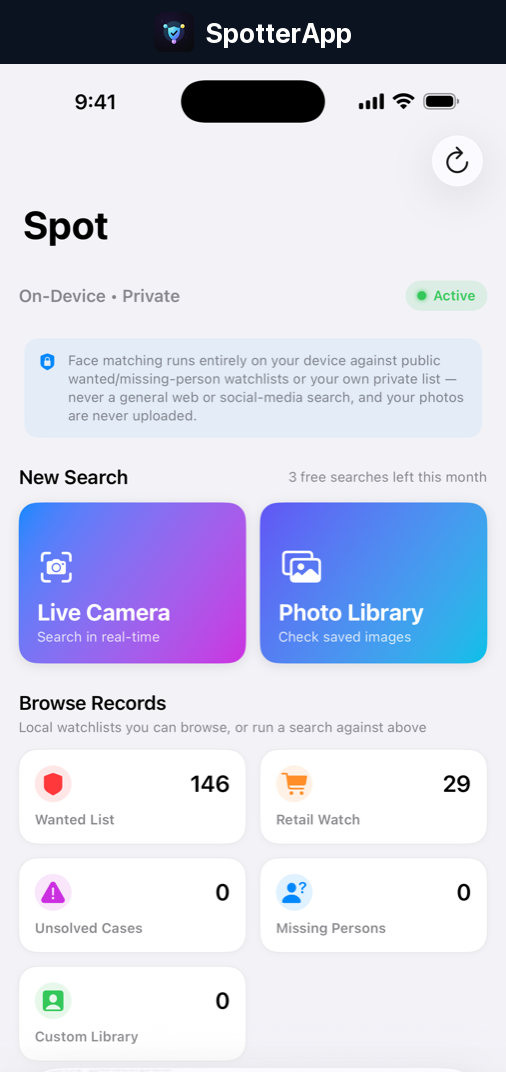 SpotterApp
9:41
Spot
On-Device • Private
Active
Face matching runs entirely on your device against public
wanted/missing-person watchlists or your own private list —
never a general web or social-media search, and your photos
are never uploaded.
New Search
3 free searches left this month
Live Camera
Search in real-time
Photo Library
Check saved images
Browse Records
Local watchlists you can browse, or run a search against above
146
Wanted List
29
Retail Watch
0
Unsolved Cases
0
Missing Persons
0
Custom Library